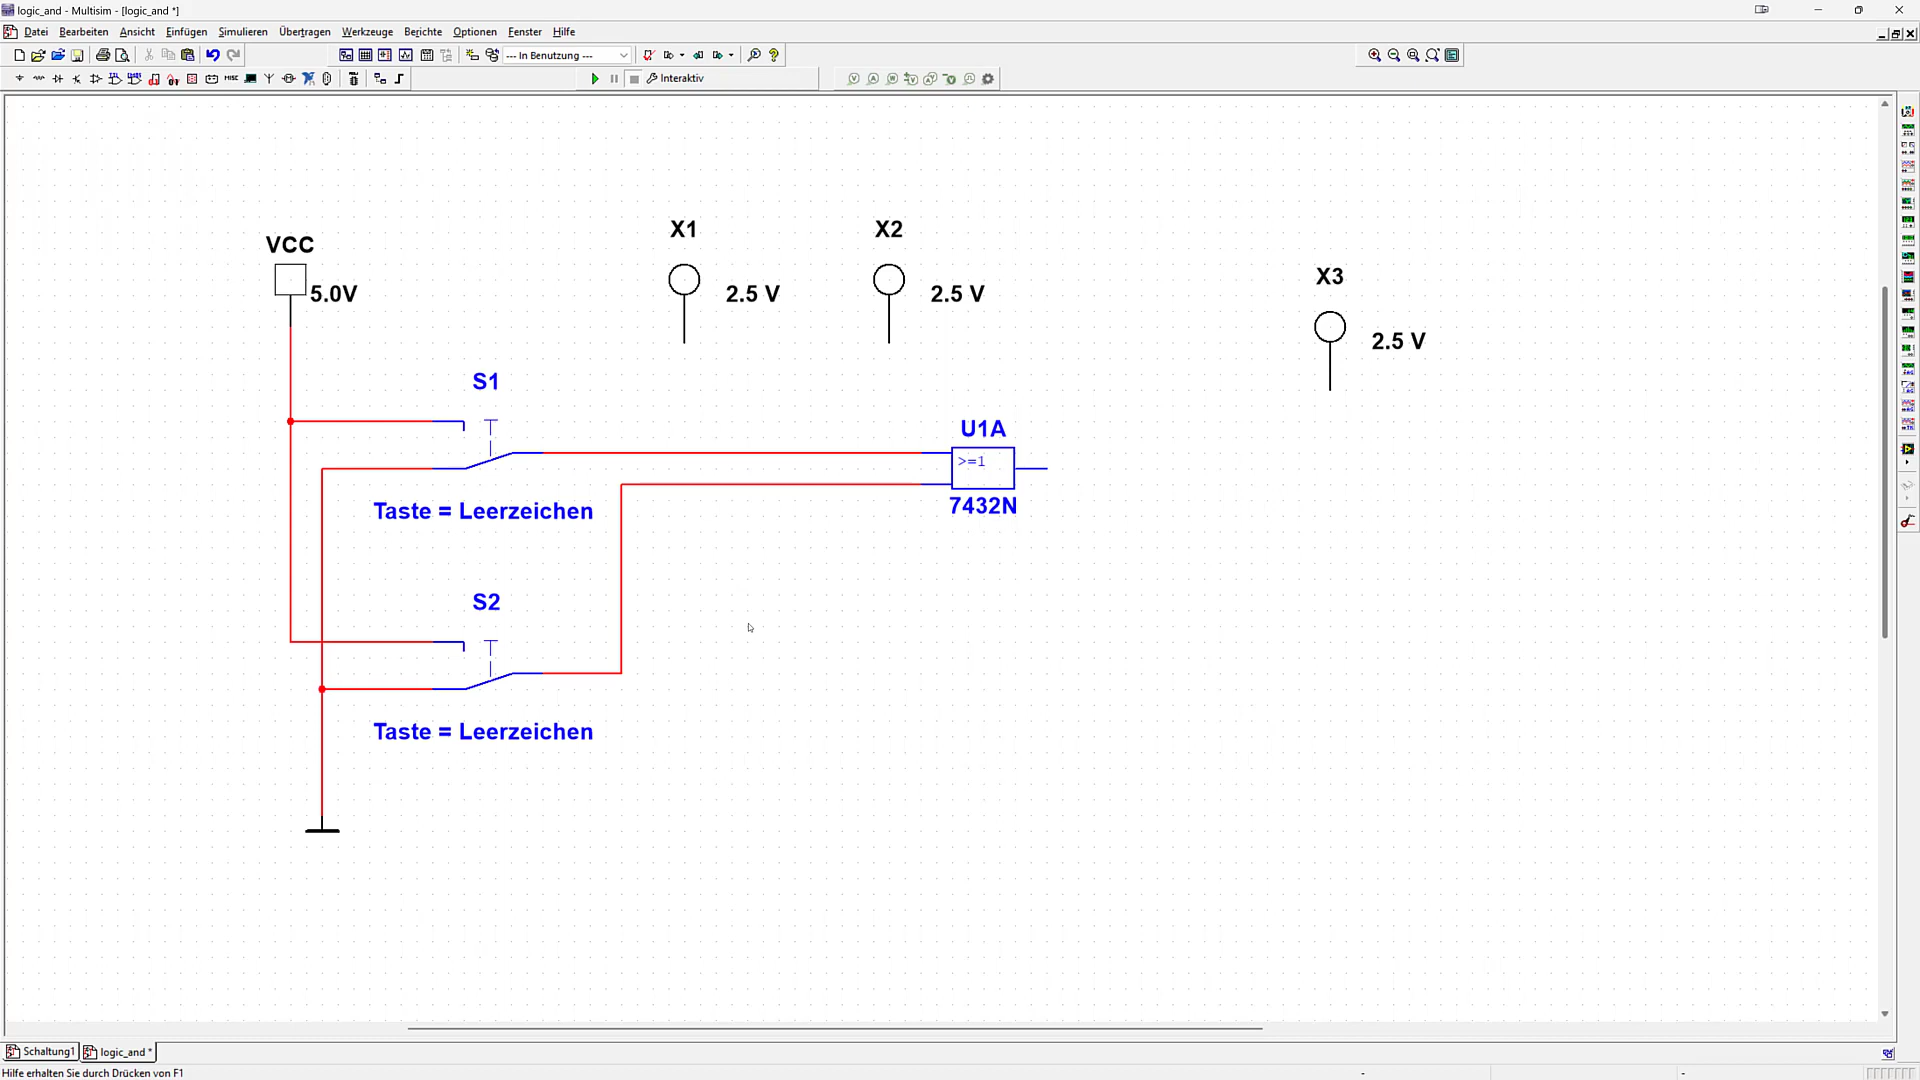 logic_and - Multisim - [logic_and *]
Datei Bearbeiten Ansicht Einfügen Simulieren Übertragen Werkzeuge Berichte Optionen Fenster Hilfe
--- In Benutzung ---
Interaktiv
X1
X2
VCC
X3
5.0V
2.5 V
2.5 V
2.5 V
S1
U1A
>=1
7432N
Taste = Leerzeichen
S2
Taste = Leerzeichen
Schaltung1
logic_and *
Hilfe erhalten Sie durch Drücken von F1
- -